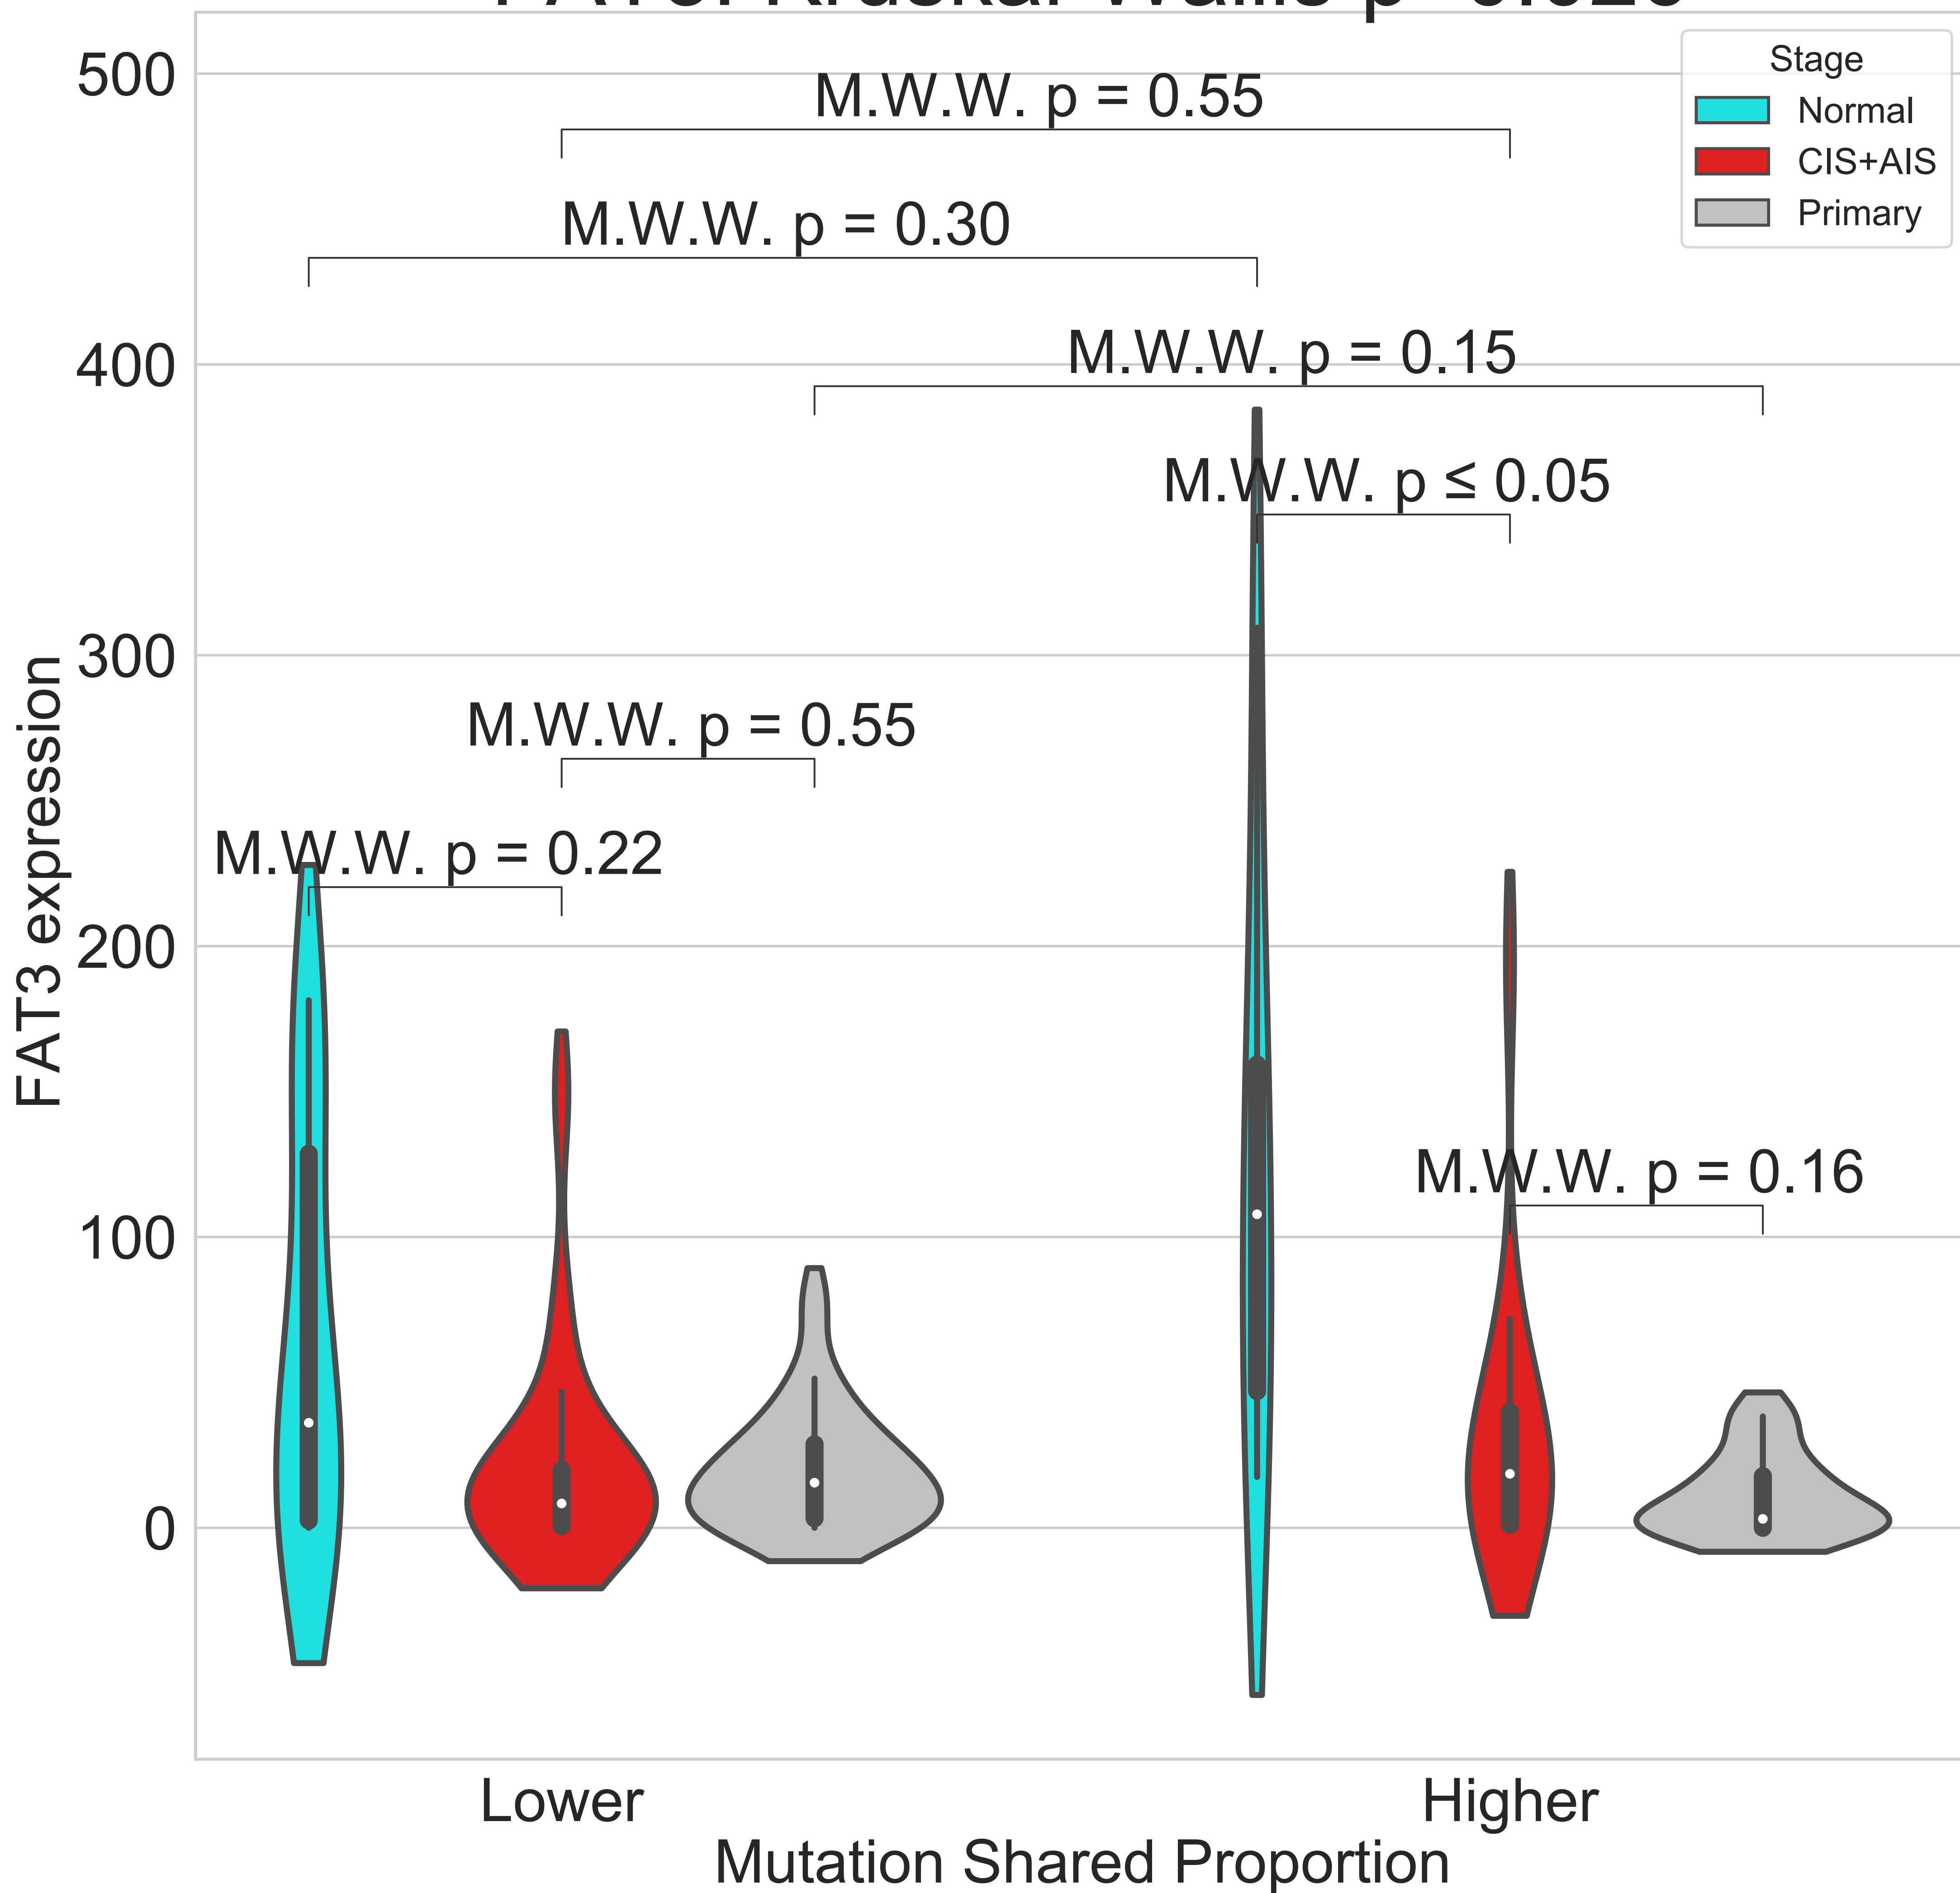 500
400
300
200
100
0
FAT3 expression
Stage
Normal
CIS+AIS
Primary
M.W.W. p = 0.55
M.W.W. p = 0.30
M.W.W. p = 0.15
M.W.W. p ≤ 0.05
M.W.W. p = 0.55
M.W.W. p = 0.22
M.W.W. p = 0.16
Lower
Higher
Mutation Shared Proportion